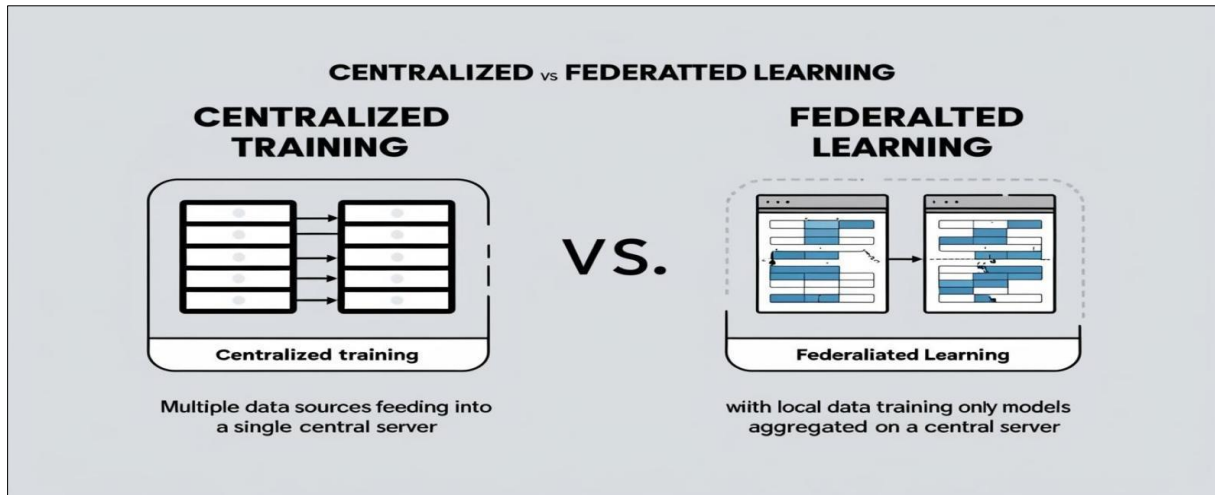 CENTRALIZED vs FEDERATTED LEARNING
CENTRALIZED
TRAINING
FEDERALTED
LEARNING
VS.
Centralized training
Federaliated Learning
Multiple data sources feeding into
a single central server
wiith local data training only models
aggregated on a central server